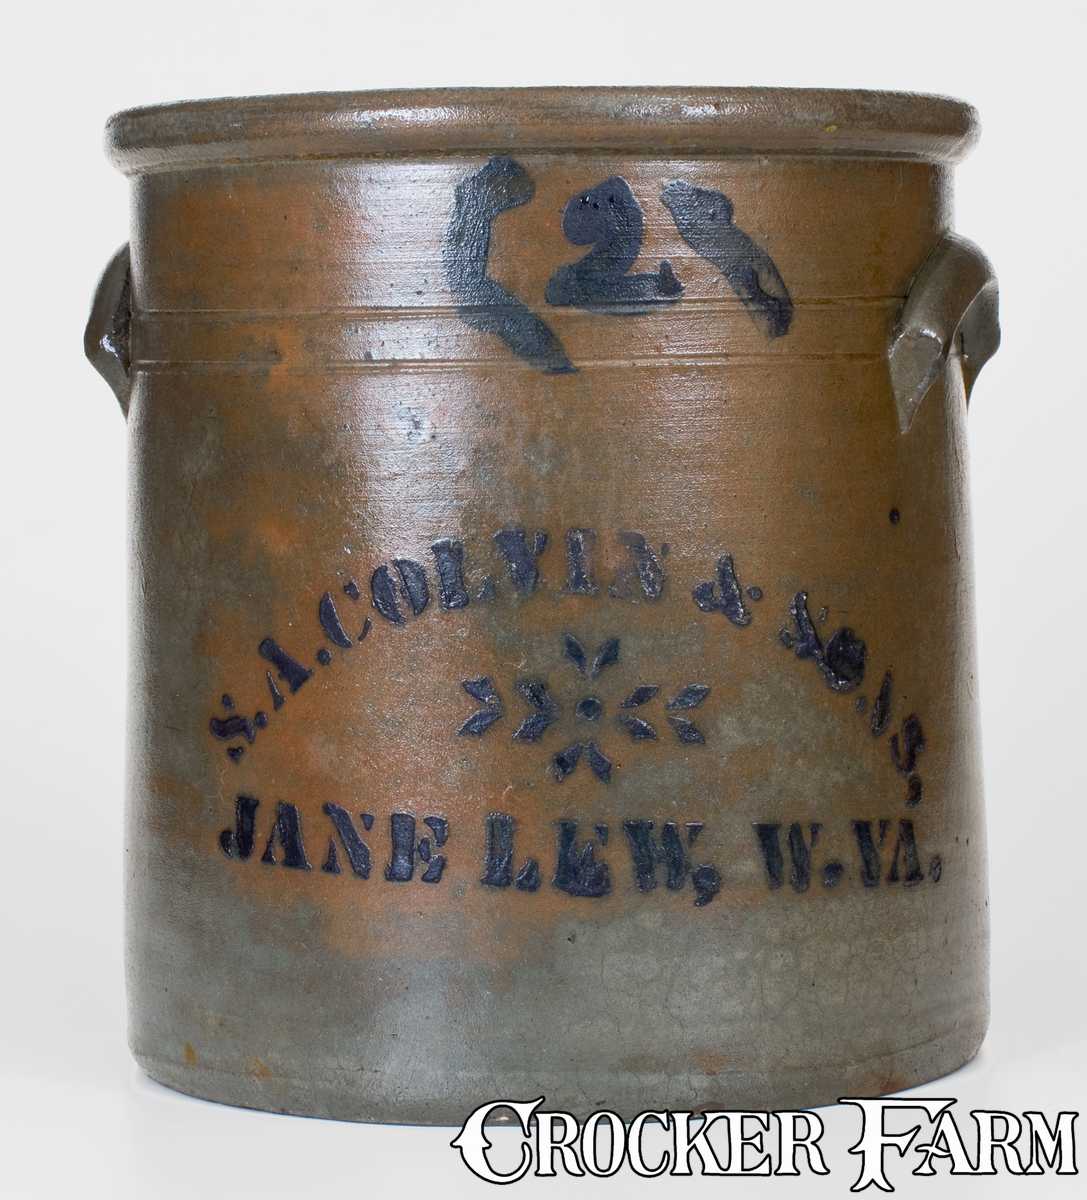 (2)
S. A. COLVIN & SONS,
JANE LEW, W. VA.
CROCKER FARM